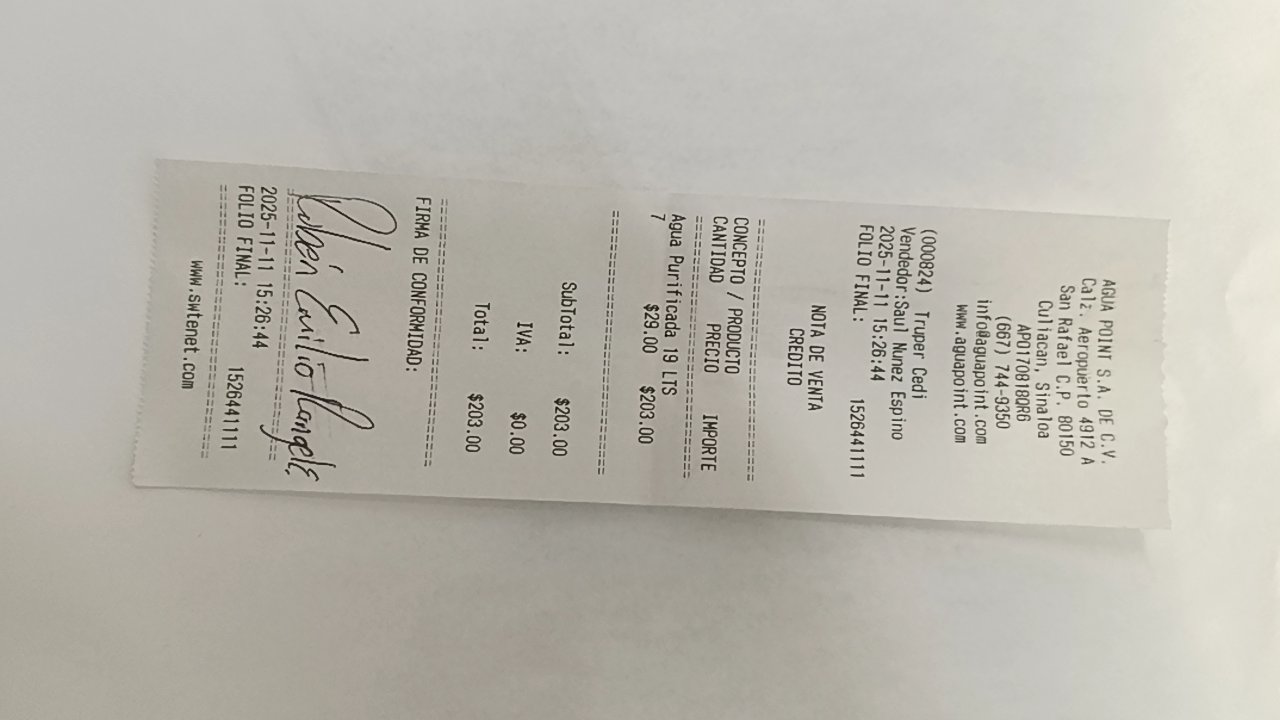 AGUA POINT S.A. DE C.V.
Calz. Aeropuerto 4912 A
San Rafael C.P. 80150
Culiacan, Sinaloa
APO170818QR6
(667) 744-9350
info@aguapoint.com
www.aguapoint.com
(000824) Truper Cedi
Vendedor:Saul Nunez Espino
2025-11-11 15:26:44
FOLIO FINAL: 1526441111
NOTA DE VENTA
CREDITO
CONCEPTO / PRODUCTO
CANTIDAD PRECIO IMPORTE
Agua Purificada 19 LTS
7 $29.00 $203.00
SubTotal: $203.00
IVA: $0.00
Total: $203.00
FIRMA DE CONFORMIDAD:
Ruben Emilio
2025-11-11 15:26:44
FOLIO FINAL: 1526441111
www.swtenet.com